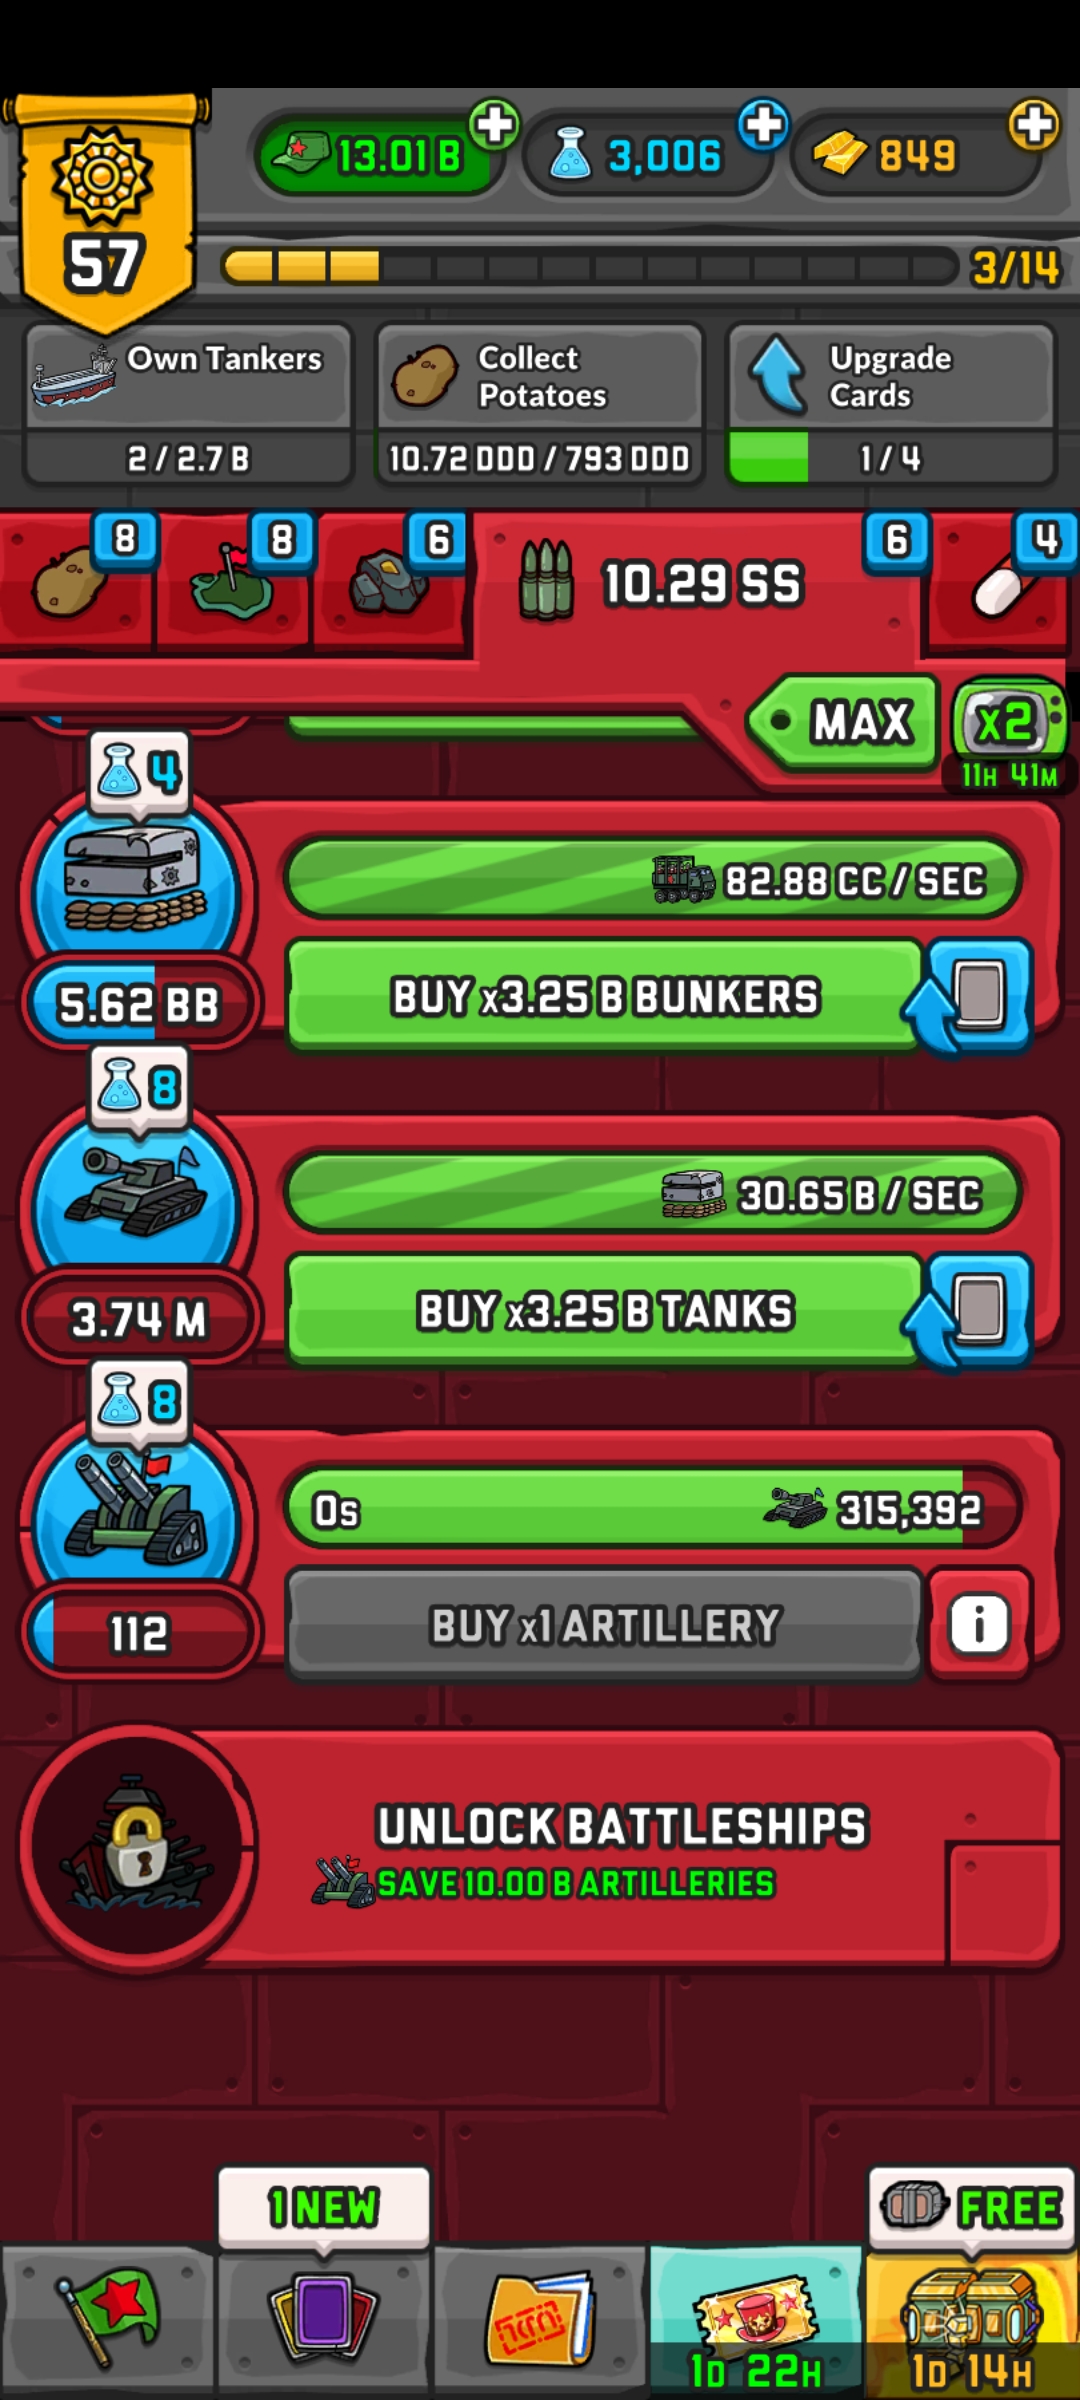 13.01 B
3,006
849
57
3/14
Own Tankers
Collect
Potatoes
Upgrade
Cards
2 / 2.7 B
10.72 DDD / 793 DDD
1 / 4
8
8
6
10.29 SS
6
4
MAX
x2
11H 41M
4
82.88 CC / SEC
5.62 BB
BUY x3.25 B BUNKERS
8
30.65 B / SEC
3.74 M
BUY x3.25 B TANKS
8
0s
315,392
112
BUY x1 ARTILLERY
i
UNLOCK BATTLESHIPS
SAVE 10.00 B ARTILLERIES
1 NEW
FREE
1D 22H
1D 14H